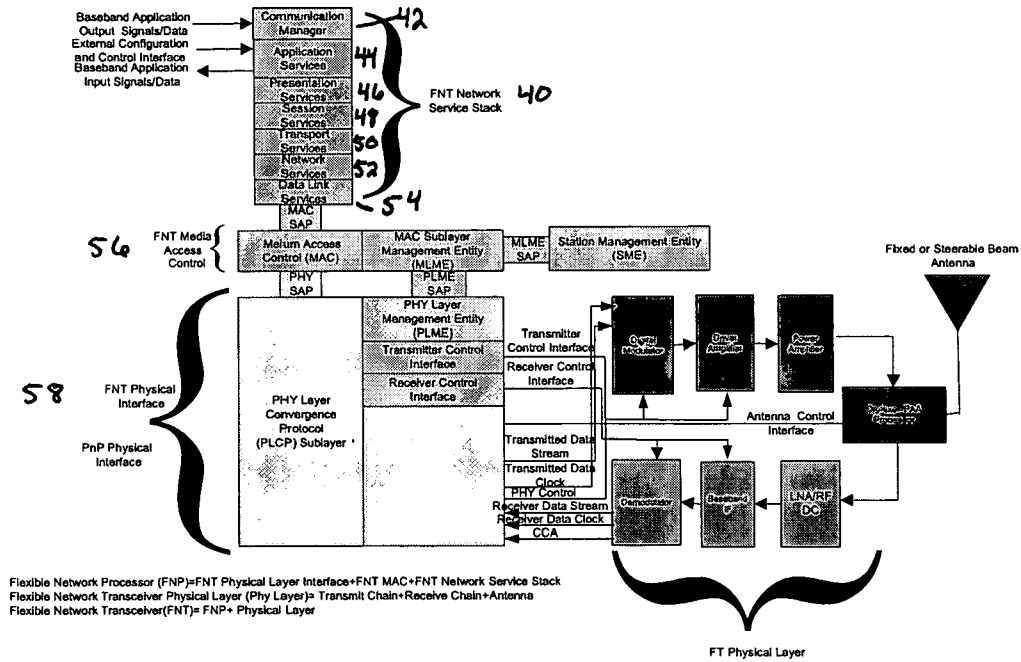 Baseband Application
Output Signals/Data
External Configuration
and Control Interface
Baseband Application
Input Signals/Data
Communication
Manager
42
Application
Services
44
Presentation
Services
46
Session
Services
48
Transport
Services
50
Network
Services
52
Data Link
Services
54
FNT Network
Service Stack
40
MAC
SAP
56
FNT Media
Access
Control
Meium Access
Control (MAC)
MAC Sublayer
Management Entity
(MLME)
MLME
SAP
Station Management Entity
(SME)
PHY
SAP
PLME
SAP
Fixed or Steerable Beam
Antenna
58
FNT Physical
Interface
PnP Physical
Interface
PHY Layer
Convergence
Protocol
(PLCP) Sublayer
PHY Layer
Management Entity
(PLME)
Transmitter Control
Interface
Receiver Control
Interface
Transmitter
Control Interface
Receiver Control
Interface
Digital
Modulator
Driver
Amplifier
Power
Amplifier
Antenna Control
Interface
Transmitted Data
Stream
Transmitted Data
Clock
PHY Control
Receiver Data Stream
Receiver Data Clock
CCA
Demodulator
Baseband
IF
LNA/RF
DC
Flexible Network Processor (FNP)=FNT Physical Layer Interface+FNT MAC+FNT Network Service Stack
Flexible Network Transceiver Physical Layer (Phy Layer)= Transmit Chain+Receive Chain+Antenna
Flexible Network Transceiver(FNT)= FNP+ Physical Layer
FT Physical Layer